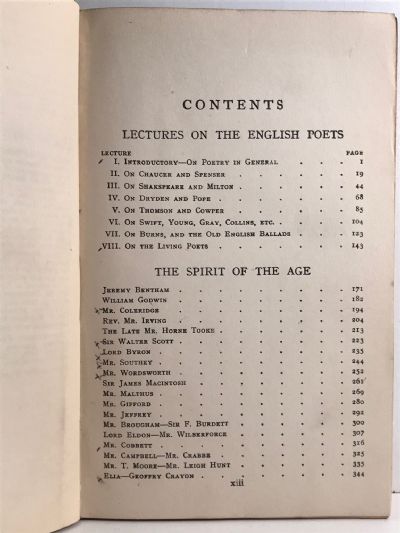 CONTENTS
LECTURES ON THE ENGLISH POETS
LECTURE PAGE
I. Introductory—On Poetry in General . . . 1
II. On Chaucer and Spenser . . . . . 19
III. On Shakspeare and Milton . . . . . 44
IV. On Dryden and Pope . . . . . 68
V. On Thomson and Cowper . . . . . 85
VI. On Swift, Young, Gray, Collins, etc. . . . 104
VII. On Burns, and the Old English Ballads . . . 123
VIII. On the Living Poets . . . . . 143
THE SPIRIT OF THE AGE
Jeremy Bentham . . . . . . . 171
William Godwin . . . . . . . 182
Mr. Coleridge . . . . . . . 194
Rev. Mr. Irving . . . . . . . 204
The Late Mr. Horne Tooke . . . . . 213
Sir Walter Scott . . . . . . . 223
Lord Byron . . . . . . . 235
Mr. Southey . . . . . . . 244
Mr. Wordsworth . . . . . . . 252
Sir James Macintosh . . . . . . 261
Mr. Malthus . . . . . . . 269
Mr. Gifford . . . . . . . 280
Mr. Jeffrey . . . . . . . 292
Mr. Brougham—Sir F. Burdett . . . . . 300
Lord Eldon—Mr. Wilberforce . . . . . 307
Mr. Cobbett . . . . . . . 316
Mr. Campbell—Mr. Crabbe . . . . . 325
Mr. T. Moore—Mr. Leigh Hunt . . . . . 335
Elia—Geoffry Crayon . . . . . . 344
xiii